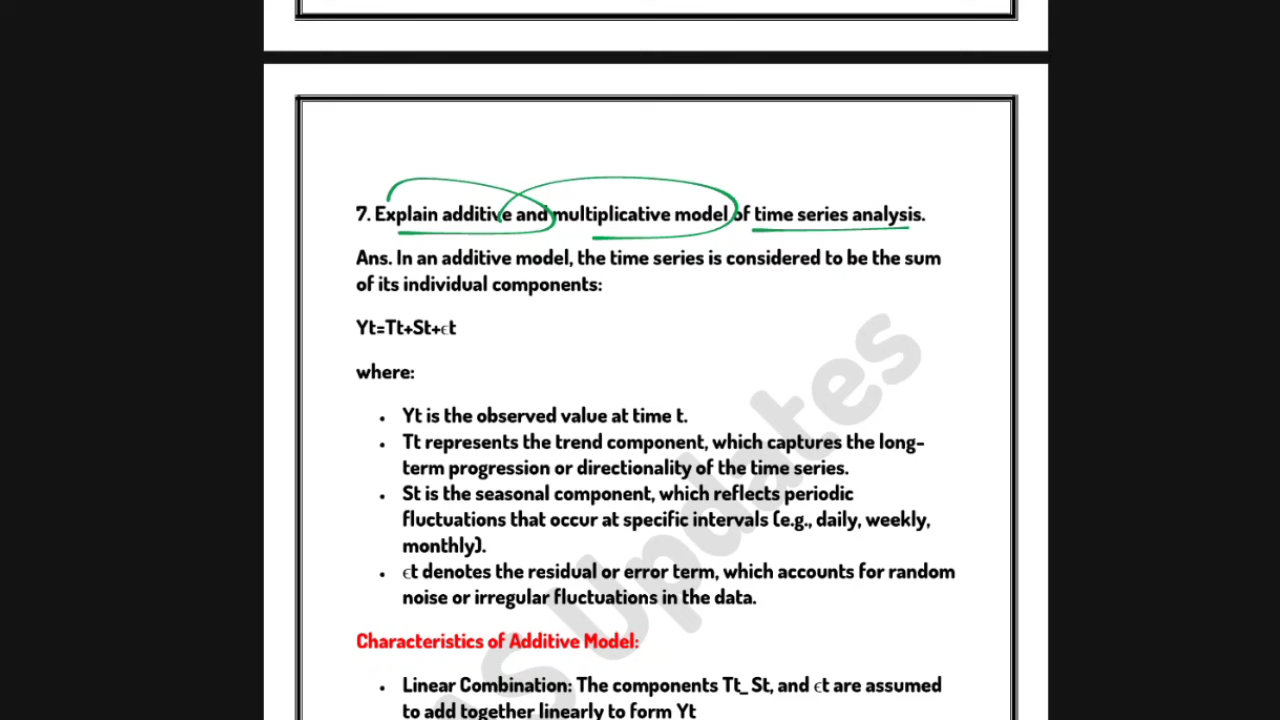 7. Explain additive and multiplicative model of time series analysis.
Ans. In an additive model, the time series is considered to be the sum
of its individual components:
Yt=Tt+St+ϵt
where:
• Yt is the observed value at time t.
• Tt represents the trend component, which captures the long-
term progression or directionality of the time series.
• St is the seasonal component, which reflects periodic
fluctuations that occur at specific intervals (e.g., daily, weekly,
monthly).
• ϵt denotes the residual or error term, which accounts for random
noise or irregular fluctuations in the data.
Characteristics of Additive Model:
• Linear Combination: The components Tt_ St, and ϵt are assumed
to add together linearly to form Yt
Updates